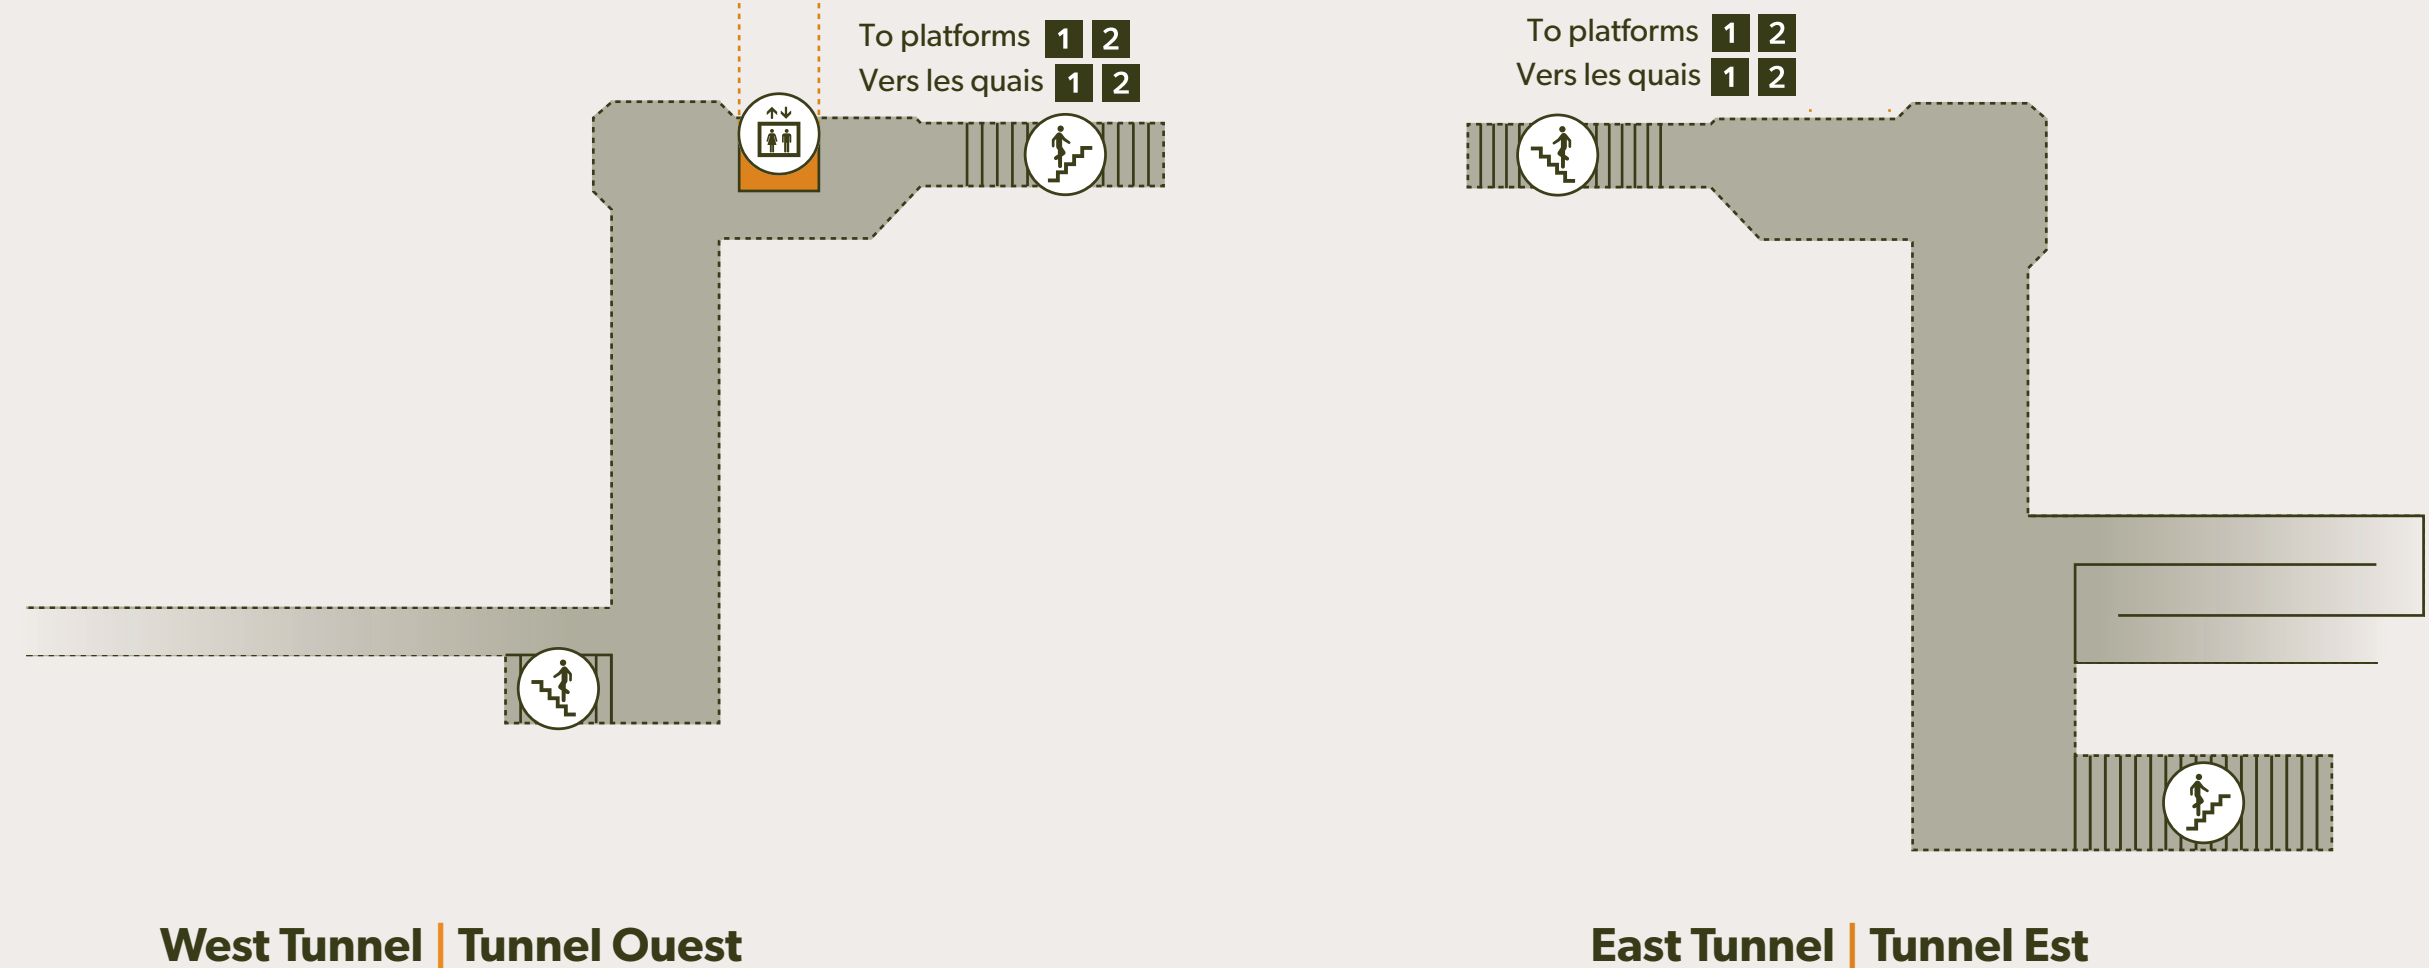 To platforms 1 2
Vers les quais 1 2
To platforms 1 2
Vers les quais 1 2
West Tunnel | Tunnel Ouest
East Tunnel | Tunnel Est